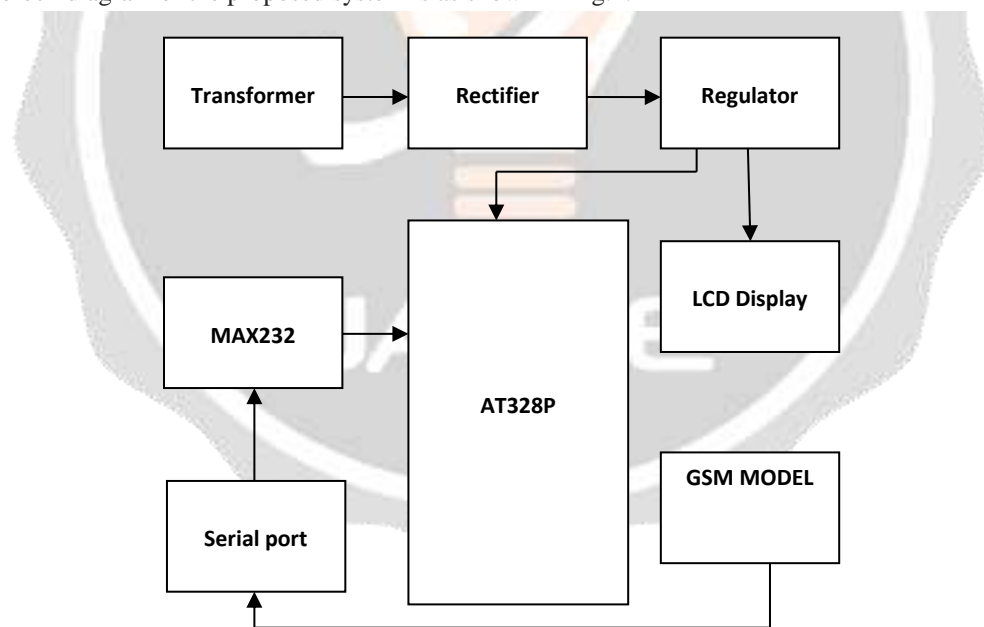 Transformer
Rectifier
Regulator
LCD Display
MAX232
AT328P
GSM MODEL
Serial port